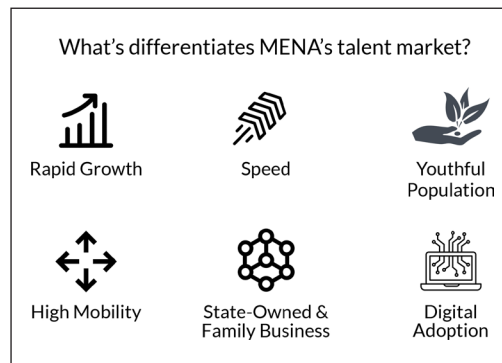 What's differentiates MENA's talent market?
Rapid Growth
Speed
Youthful
Population
High Mobility
State-Owned &
Family Business
Digital
Adoption